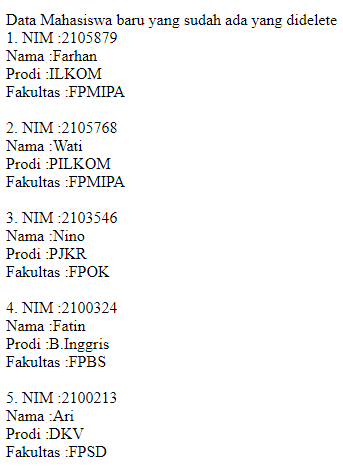 Data Mahasiswa baru yang sudah ada yang didelete
1. NIM :2105879
Nama :Farhan
Prodi :ILKOM
Fakultas :FPMIPA
2. NIM :2105768
Nama :Wati
Prodi :PILKOM
Fakultas :FPMIPA
3. NIM :2103546
Nama :Nino
Prodi :PJKR
Fakultas :FPOK
4. NIM :2100324
Nama :Fatin
Prodi :B.Inggris
Fakultas :FPBS
5. NIM :2100213
Nama :Ari
Prodi :DKV
Fakultas :FPSD